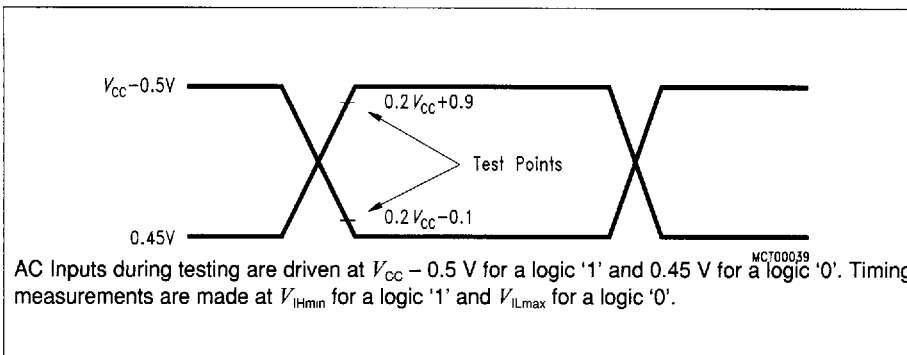 V_CC−0.5V
0.2 V_CC+0.9
Test Points
0.2 V_CC−0.1
0.45V
MCT00039
AC Inputs during testing are driven at V_CC – 0.5 V for a logic ‘1’ and 0.45 V for a logic ‘0’. Timing
measurements are made at V_IHmin for a logic ‘1’ and V_ILmax for a logic ‘0’.